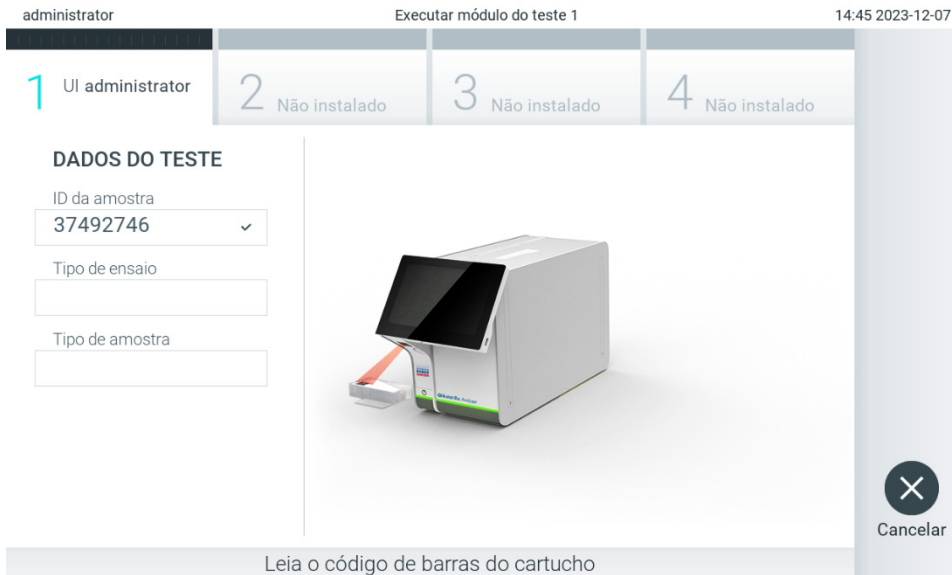 administrator Executar módulo do teste 1 14:45 2023-12-07
1 UI administrator
2 Não instalado
3 Não instalado
4 Não instalado
DADOS DO TESTE
ID da amostra
37492746
Tipo de ensaio
Tipo de amostra
Cancelar
Leia o código de barras do cartucho